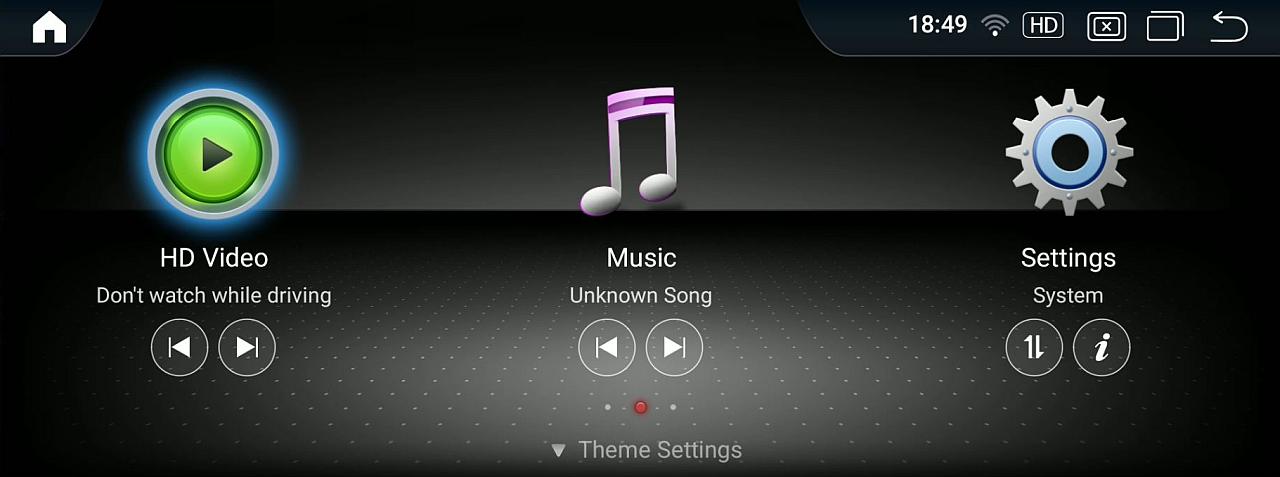 18:49 HD
HD Video
Don't watch while driving
Music
Unknown Song
Settings
System
Theme Settings